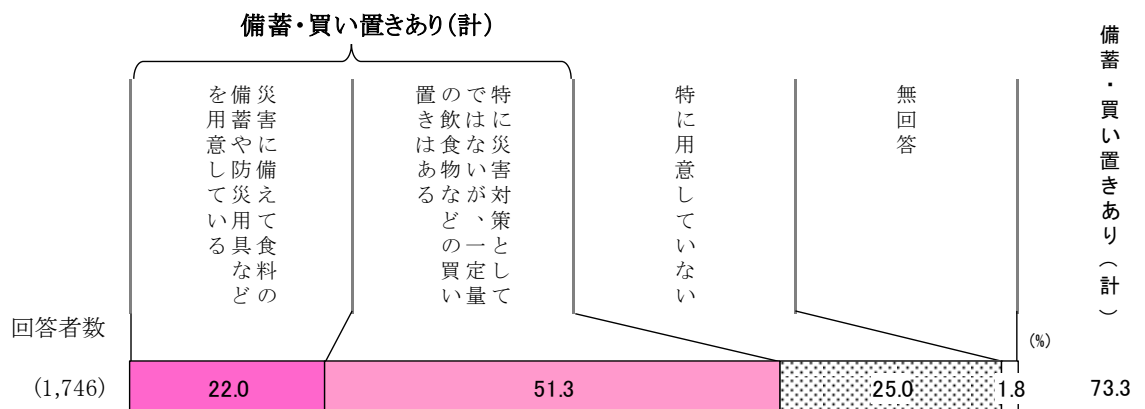 備蓄・買い置きあり(計)
災害に備えて食料の
備蓄や防災用具など
を用意している
特に災害対策として
ではないが、一定量
の飲食物などの買い
置きはある
特に用意していない
無回答
備蓄・買い置きあり（計）
回答者数
(%)
(1,746)
22.0
51.3
25.0
1.8
73.3